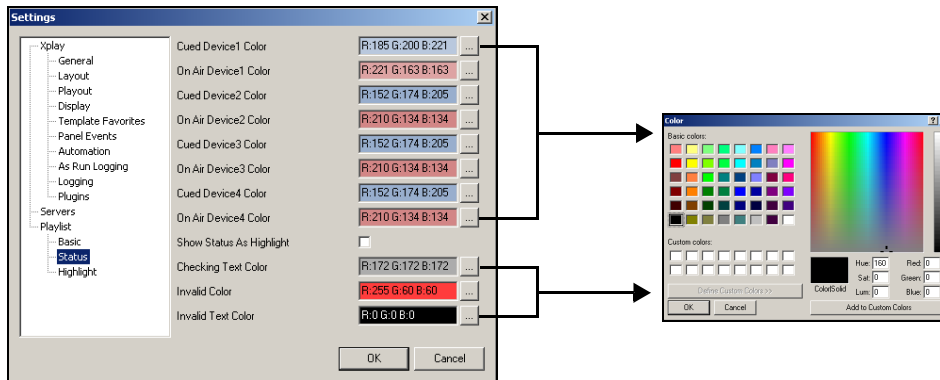 Settings
Xplay
General
Layout
Playout
Display
Template Favorites
Panel Events
Automation
As Run Logging
Logging
Plugins
Servers
Playlist
Basic
Status
Highlight
Cued Device1 Color R:185 G:200 B:221 ...
On Air Device1 Color R:221 G:163 B:163 ...
Cued Device2 Color R:152 G:174 B:205 ...
On Air Device2 Color R:210 G:134 B:134 ...
Cued Device3 Color R:152 G:174 B:205 ...
On Air Device3 Color R:210 G:134 B:134 ...
Cued Device4 Color R:152 G:174 B:205 ...
On Air Device4 Color R:210 G:134 B:134 ...
Show Status As Highlight
Checking Text Color R:172 G:172 B:172 ...
Invalid Color R:255 G:60 B:60 ...
Invalid Text Color R:0 G:0 B:0 ...
OK Cancel
Color
Basic colors:
Custom colors:
Define Custom Colors >>
OK Cancel
Color|Solid
Hue: 160 Red: 0
Sat: 0 Green: 0
Lum: 0 Blue: 0
Add to Custom Colors